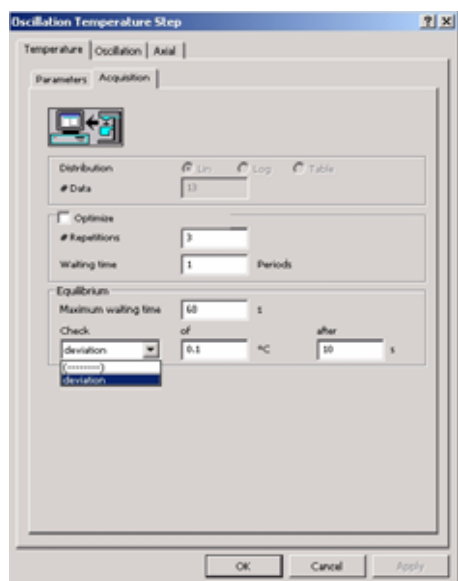 Oscillation Temperature Step
Temperature Oscillation Axial
Parameters Acquisition
Distribution Lin Log Table
# Data 13
Optimize
# Repetitions 3
Waiting time 1 Periods
Equilibrium
Maximum waiting time 60 s
Check of after
deviation 0.1 ºC 10 s
(---------)
deviation
OK Cancel Apply